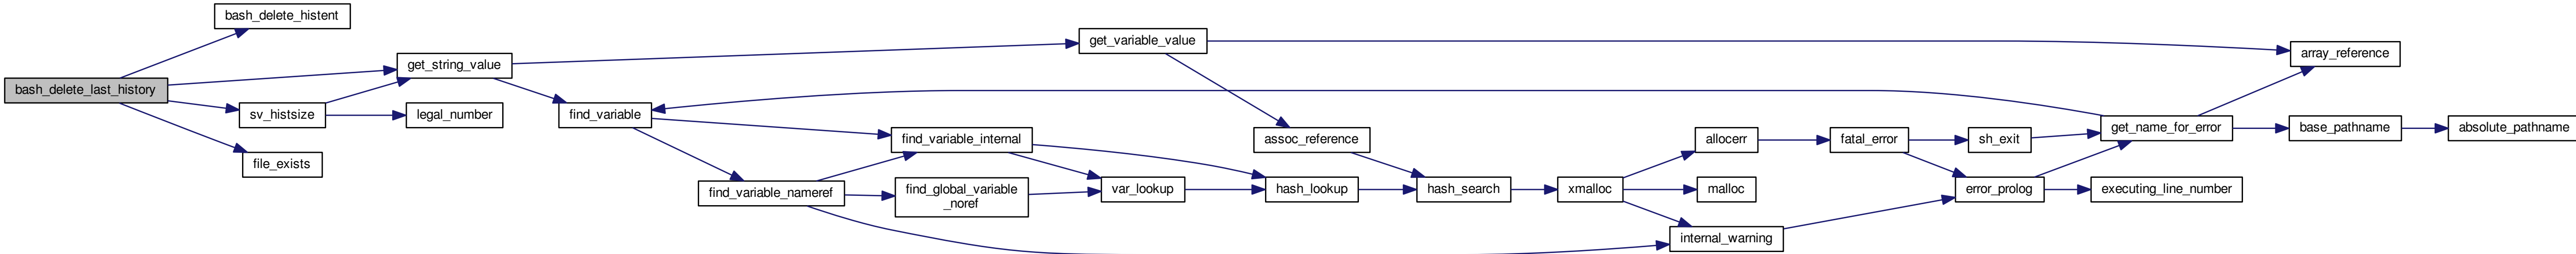 bash_delete_last_history
bash_delete_histent
get_string_value
sv_histsize
file_exists
legal_number
find_variable
find_variable_nameref
find_variable_internal
find_global_variable
_noref
get_variable_value
var_lookup
assoc_reference
hash_lookup
hash_search
xmalloc
allocerr
malloc
internal_warning
fatal_error
sh_exit
error_prolog
get_name_for_error
executing_line_number
array_reference
base_pathname
absolute_pathname